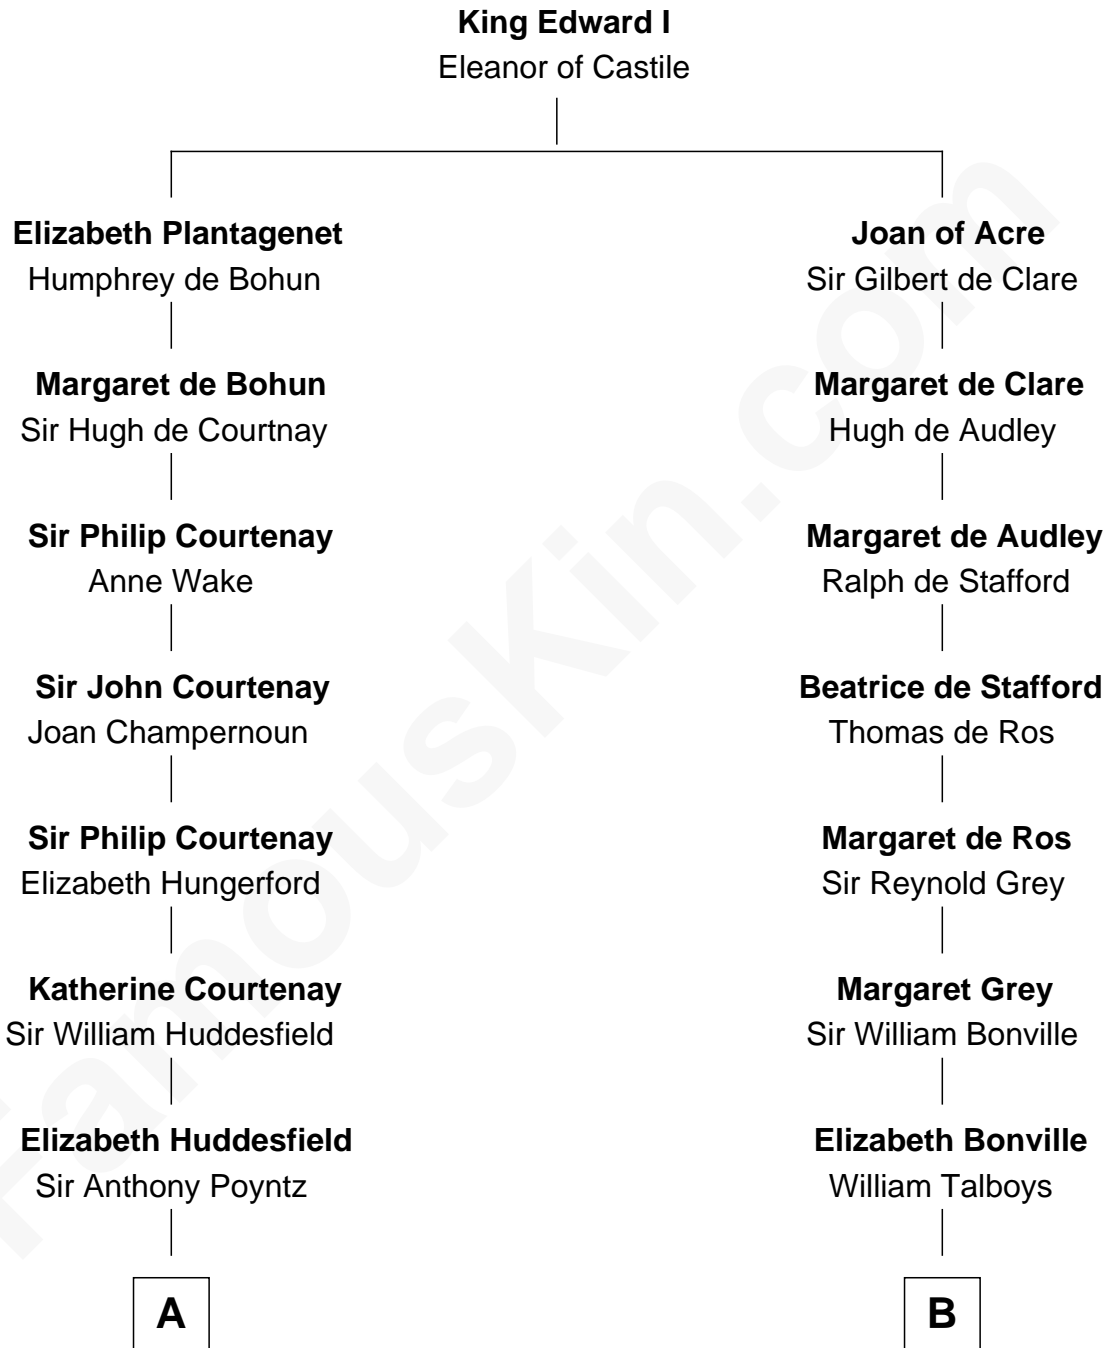 King Edward I
Eleanor of Castile
Elizabeth Plantagenet
Humphrey de Bohun
Joan of Acre
Sir Gilbert de Clare
Margaret de Bohun
Sir Hugh de Courtnay
Margaret de Clare
Hugh de Audley
Sir Philip Courtenay
Anne Wake
Margaret de Audley
Ralph de Stafford
Sir John Courtenay
Joan Champernoun
Beatrice de Stafford
Thomas de Ros
Sir Philip Courtenay
Elizabeth Hungerford
Margaret de Ros
Sir Reynold Grey
Katherine Courtenay
Sir William Huddesfield
Margaret Grey
Sir William Bonville
Elizabeth Huddesfield
Sir Anthony Poyntz
Elizabeth Bonville
William Talboys
A
B
FamousKin.com